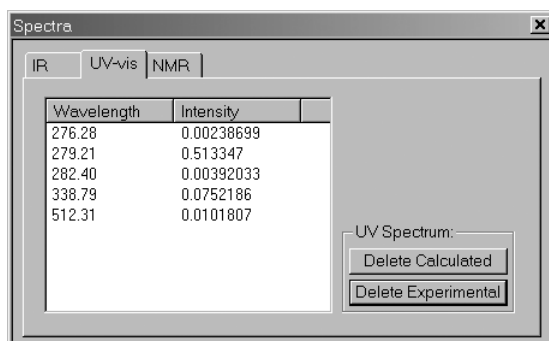 Spectra
IR UV-vis NMR
Wavelength Intensity
276.28 0.00238699
279.21 0.513347
282.40 0.00392033
338.79 0.0752186
512.31 0.0101807
UV Spectrum:
Delete Calculated
Delete Experimental